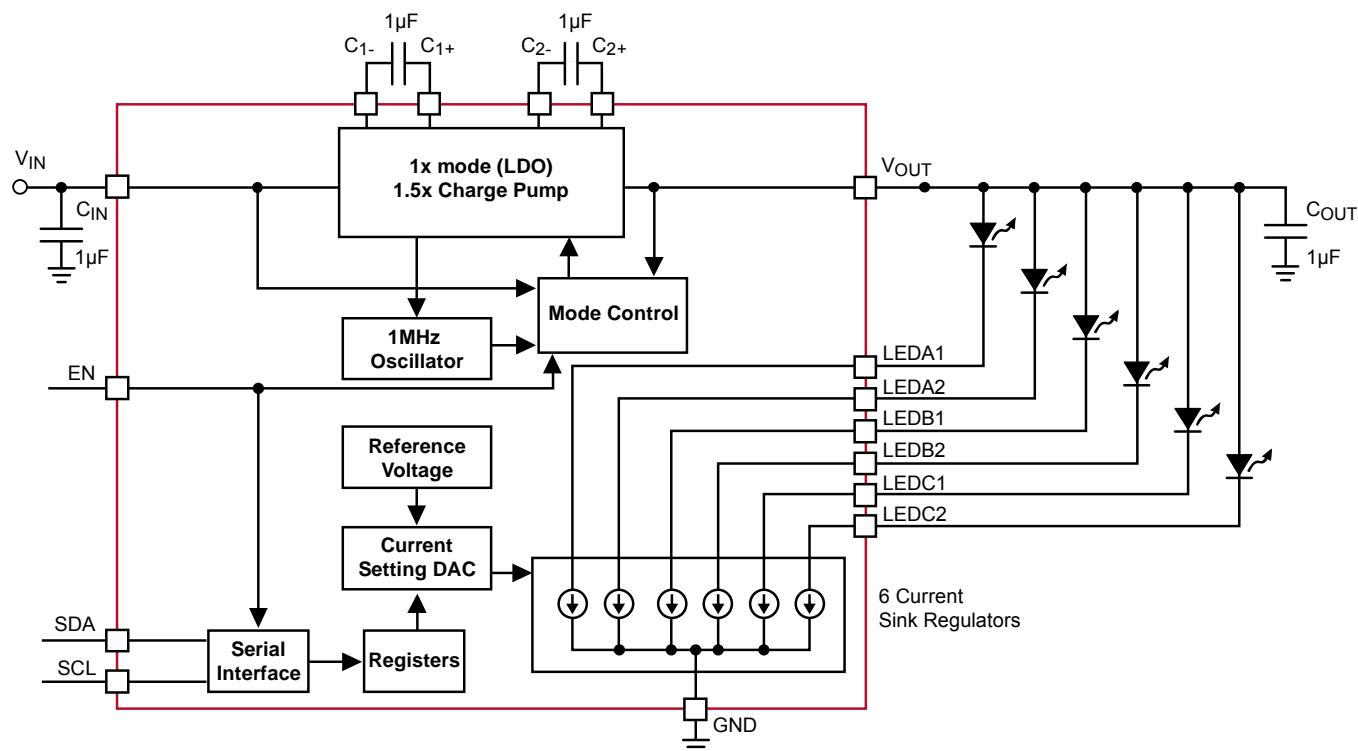 1µF
1µF
C1-
C1+
C2-
C2+
1x mode (LDO)
1.5x Charge Pump
VIN
VOUT
CIN
1µF
COUT
1µF
Mode Control
1MHz
Oscillator
EN
LEDA1
LEDA2
LEDB1
LEDB2
LEDC1
LEDC2
Reference
Voltage
Current
Setting DAC
6 Current
Sink Regulators
SDA
SCL
Serial
Interface
Registers
GND